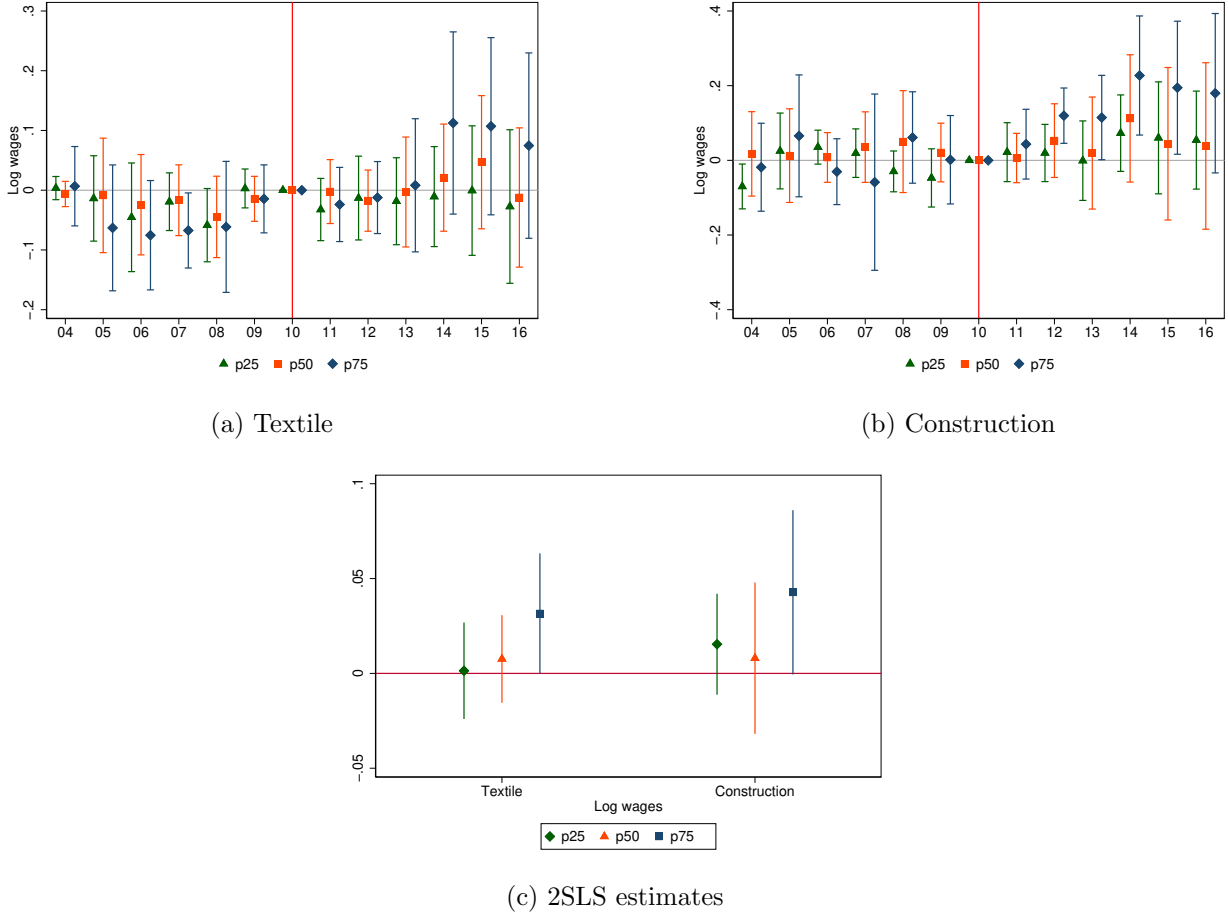 .3
.2
.1
0
-.1
-.2
Log wages
04 05 06 07 08 09 10 11 12 13 14 15 16
p25 p50 p75
(a) Textile
.4
.2
0
-.2
-.4
Log wages
04 05 06 07 08 09 10 11 12 13 14 15 16
p25 p50 p75
(b) Construction
.1
.05
0
-.05
Textile Construction
Log wages
p25 p50 p75
(c) 2SLS estimates